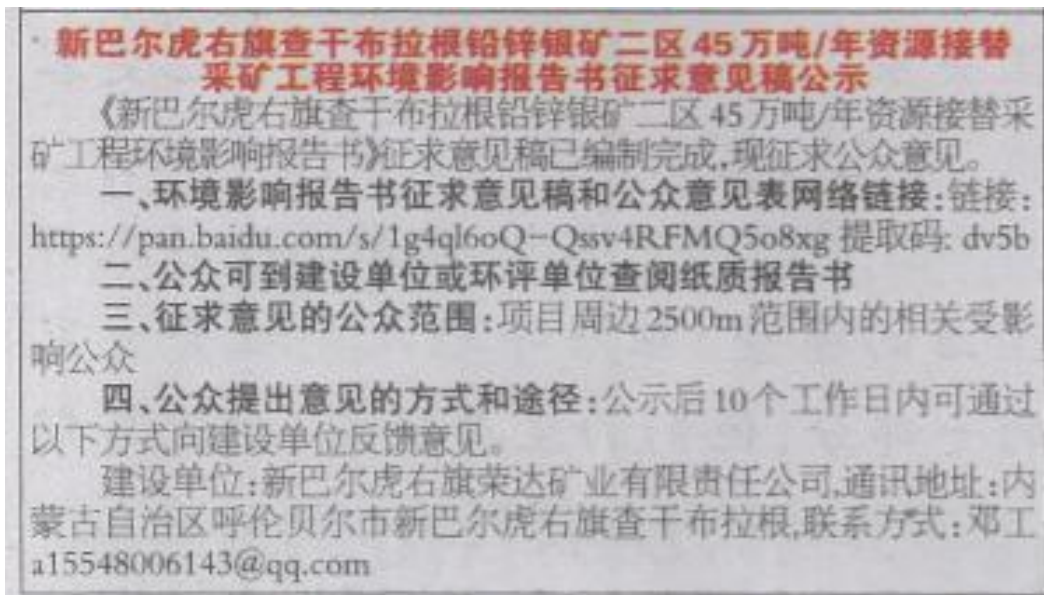 新巴尔虎右旗查干布拉根铅锌银矿二区45万吨/年资源接替
采矿工程环境影响报告书征求意见稿公示
《新巴尔虎右旗查干布拉根铅锌银矿二区45万吨/年资源接替采
矿工程环境影响报告书》征求意见稿已编制完成,现征求公众意见。
一、环境影响报告书征求意见稿和公众意见表网络链接:链接:
https://pan.baidu.com/s/1g4ql6oQ-Qssv4RFMQ5o8xg 提取码: dv5b
二、公众可到建设单位或环评单位查阅纸质报告书
三、征求意见的公众范围:项目周边2500m范围内的相关受影
响公众
四、公众提出意见的方式和途径:公示后10个工作日内可通过
以下方式向建设单位反馈意见。
建设单位:新巴尔虎右旗荣达矿业有限责任公司,通讯地址:内
蒙古自治区呼伦贝尔市新巴尔虎右旗查干布拉根,联系方式:邓工
a15548006143@qq.com